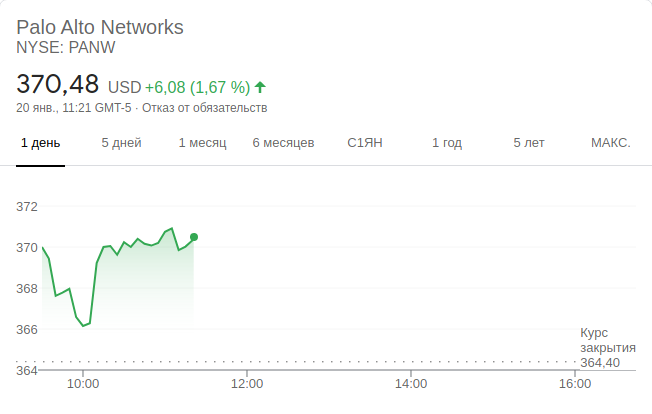 Palo Alto Networks
NYSE: PANW
370,48 USD +6,08 (1,67 %)
20 янв., 11:21 GMT-5 · Отказ от обязательств
1 день 5 дней 1 месяц 6 месяцев С1ЯН 1 год 5 лет МАКС.
372
370
368
366
Курс
закрытия
364,40
364
10:00 12:00 14:00 16:00